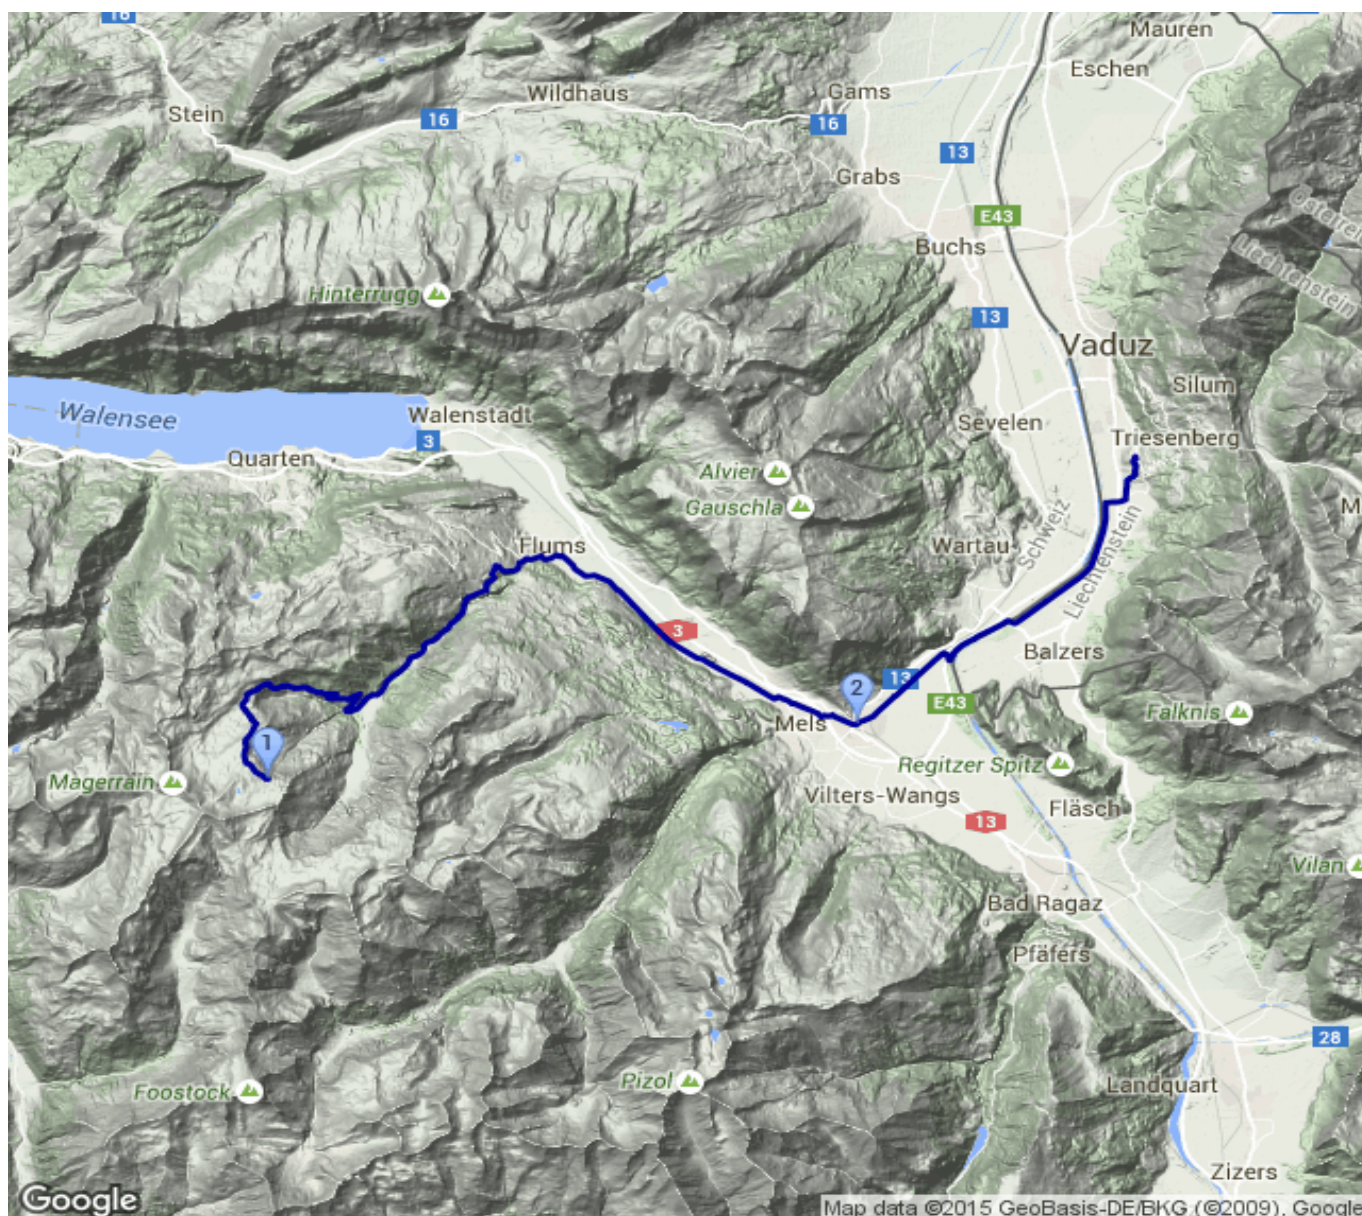 16
Mauren
Eschen
Wildhaus
Gams
Stein
16
16
13
Grabs
Österrei
Liechtenstein
E43
Buchs
Hinterrugg
13
Vaduz
Silum
Walensee
Walenstadt
3
Sevelen
Triesenberg
Quarten
Alvier
Gauschla
M
Schweiz
Liechtenstein
Flums
Wartau
3
Balzers
13
2
E43
Falknis
Mels
1
Regitzer Spitz
Magerrain
Vilters-Wangs
Fläsch
13
Vilan
Bad Ragaz
Pfäfers
28
Pizol
Foostock
Landquart
Zizers
Google
Map data ©2015 GeoBasis-DE/BKG (©2009), Google